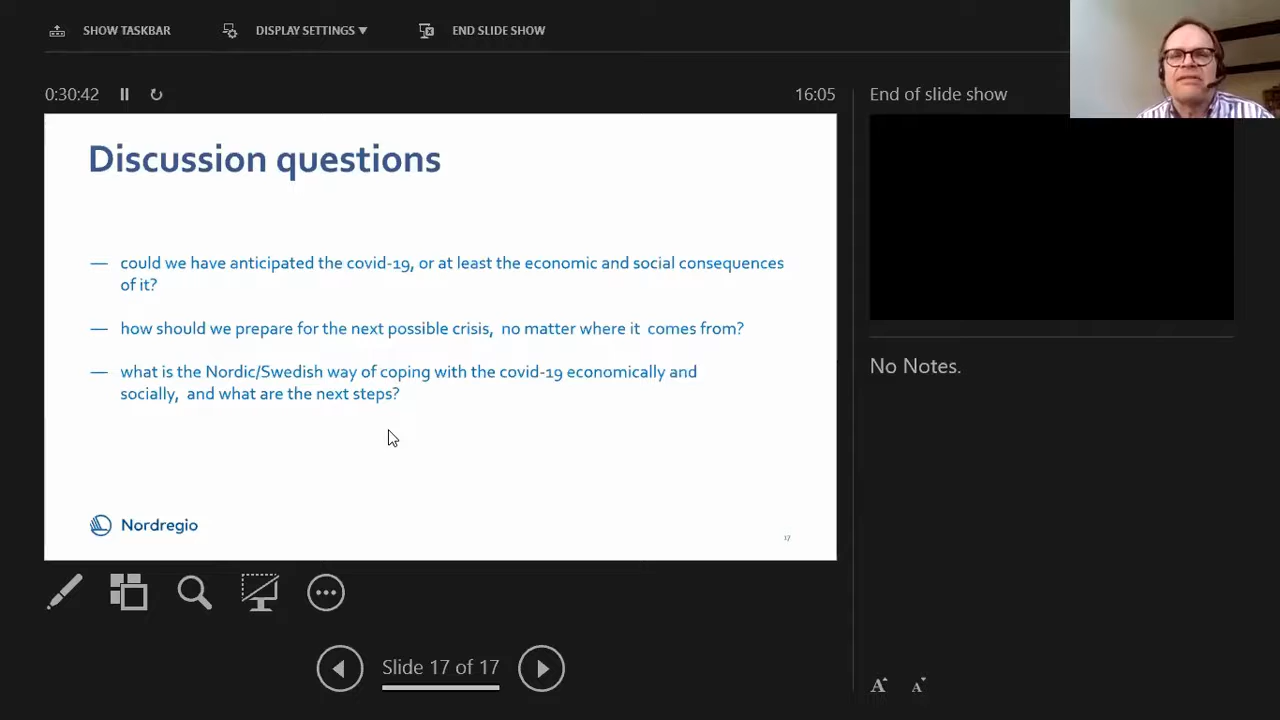 SHOW TASKBAR
DISPLAY SETTINGS ▼
END SLIDE SHOW
0:30:42
16:05
End of slide show
Discussion questions
— could we have anticipated the covid-19, or at least the economic and social consequences
of it?
— how should we prepare for the next possible crisis, no matter where it comes from?
— what is the Nordic/Swedish way of coping with the covid-19 economically and
socially, and what are the next steps?
Nordregio
17
No Notes.
Slide 17 of 17
A A